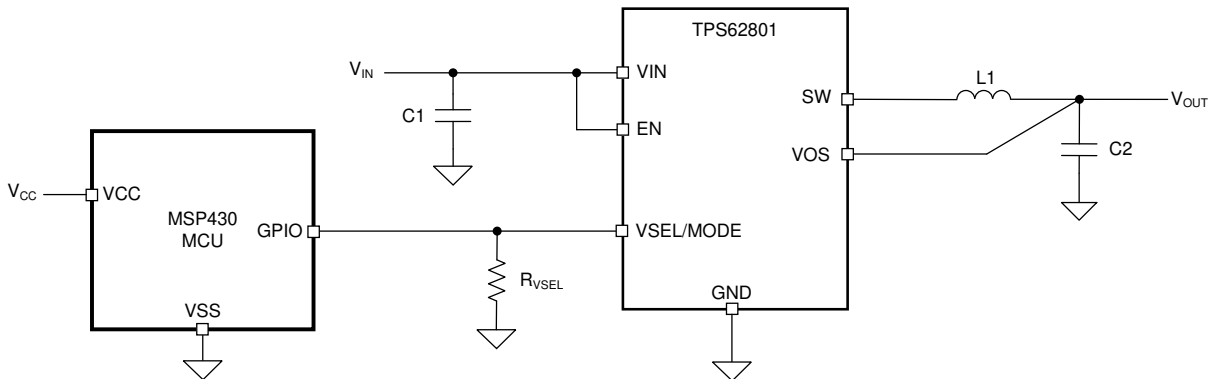 TPS62801
V_IN
VIN
L1
SW
V_OUT
C1
EN
VOS
C2
V_CC
VCC
MSP430
MCU
GPIO
VSEL/MODE
R_VSEL
GND
VSS